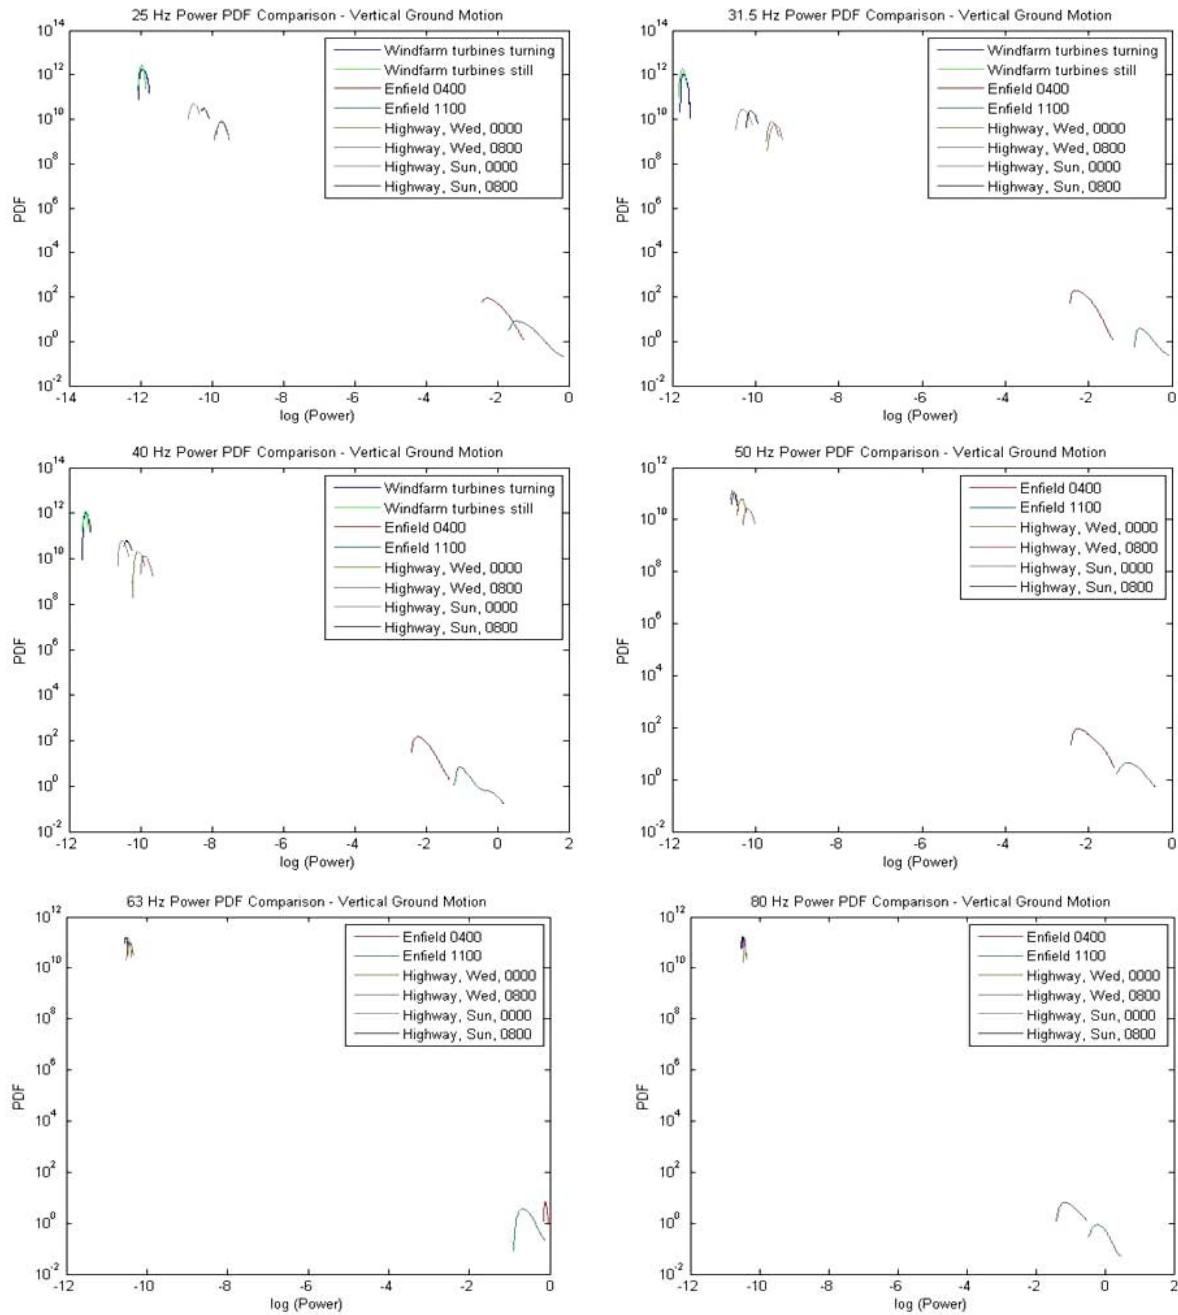 25 Hz Power PDF Comparison - Vertical Ground Motion
10^14
10^12
10^10
10^8
10^6
10^4
10^2
10^0
10^-2
PDF
Windfarm turbines turning
Windfarm turbines still
Enfield 0400
Enfield 1100
Highway, Wed, 0000
Highway, Wed, 0800
Highway, Sun, 0000
Highway, Sun, 0800
-14 -12 -10 -8 -6 -4 -2 0
log (Power)
31.5 Hz Power PDF Comparison - Vertical Ground Motion
10^14
10^12
10^10
10^8
10^6
10^4
10^2
10^0
10^-2
PDF
Windfarm turbines turning
Windfarm turbines still
Enfield 0400
Enfield 1100
Highway, Wed, 0000
Highway, Wed, 0800
Highway, Sun, 0000
Highway, Sun, 0800
-12 -10 -8 -6 -4 -2 0
log (Power)
40 Hz Power PDF Comparison - Vertical Ground Motion
10^14
10^12
10^10
10^8
10^6
10^4
10^2
10^0
10^-2
PDF
Windfarm turbines turning
Windfarm turbines still
Enfield 0400
Enfield 1100
Highway, Wed, 0000
Highway, Wed, 0800
Highway, Sun, 0000
Highway, Sun, 0800
-12 -10 -8 -6 -4 -2 0 2
log (Power)
50 Hz Power PDF Comparison - Vertical Ground Motion
10^12
10^10
10^8
10^6
10^4
10^2
10^0
10^-2
PDF
Enfield 0400
Enfield 1100
Highway, Wed, 0000
Highway, Wed, 0800
Highway, Sun, 0000
Highway, Sun, 0800
-12 -10 -8 -6 -4 -2 0
log (Power)
63 Hz Power PDF Comparison - Vertical Ground Motion
10^12
10^10
10^8
10^6
10^4
10^2
10^0
10^-2
PDF
Enfield 0400
Enfield 1100
Highway, Wed, 0000
Highway, Wed, 0800
Highway, Sun, 0000
Highway, Sun, 0800
-12 -10 -8 -6 -4 -2 0
log (Power)
80 Hz Power PDF Comparison - Vertical Ground Motion
10^12
10^10
10^8
10^6
10^4
10^2
10^0
10^-2
PDF
Enfield 0400
Enfield 1100
Highway, Wed, 0000
Highway, Wed, 0800
Highway, Sun, 0000
Highway, Sun, 0800
-12 -10 -8 -6 -4 -2 0 2
log (Power)